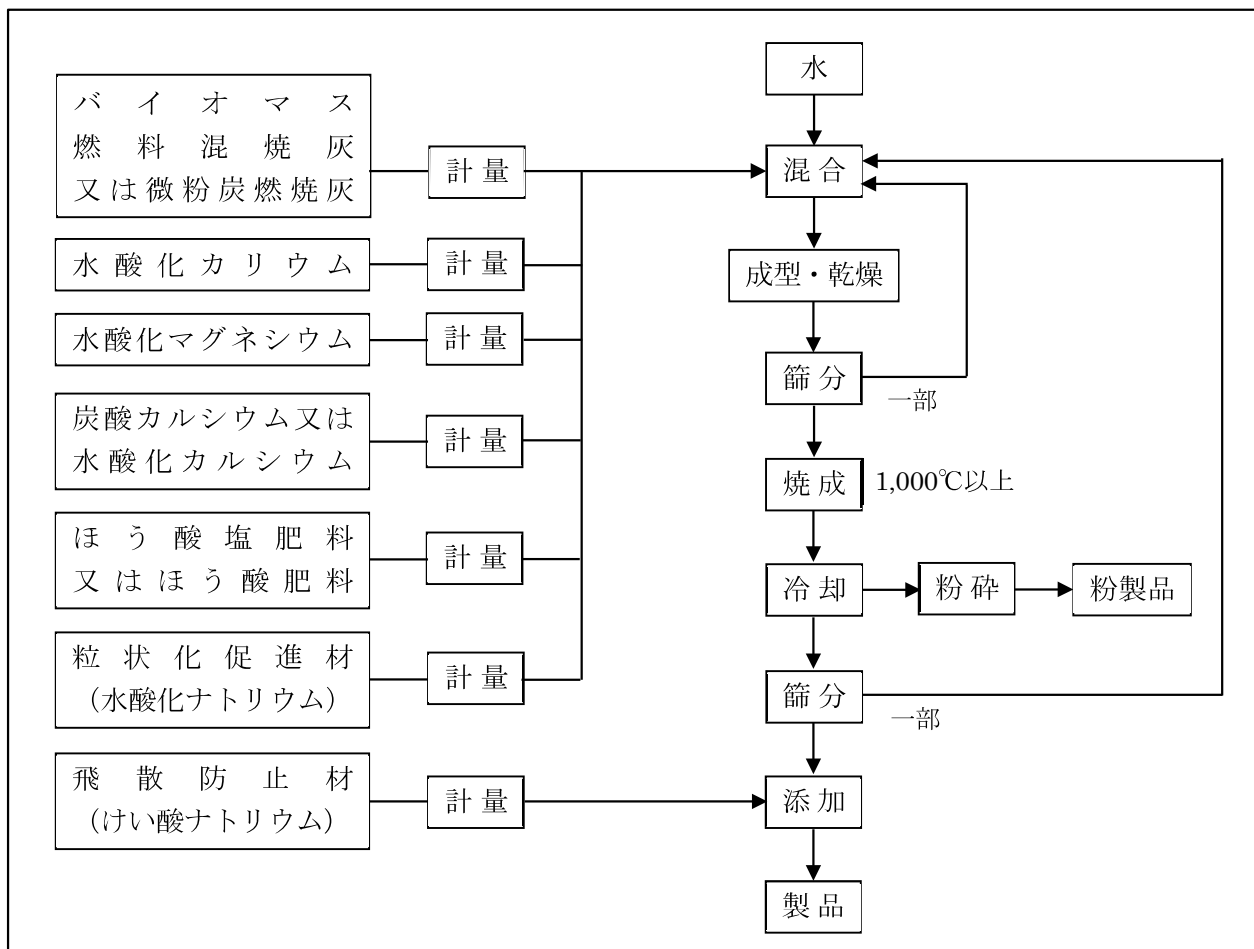 水
バイオマス
燃料混焼灰
又は微粉炭燃焼灰
計量
混合
水酸化カリウム
計量
成型・乾燥
水酸化マグネシウム
計量
篩分
一部
炭酸カルシウム又は
水酸化カルシウム
計量
焼成
1,000℃以上
ほう酸塩肥料
又はほう酸肥料
計量
冷却
粉砕
粉製品
粒状化促進材
（水酸化ナトリウム）
計量
篩分
一部
飛散防止材
（けい酸ナトリウム）
計量
添加
製品